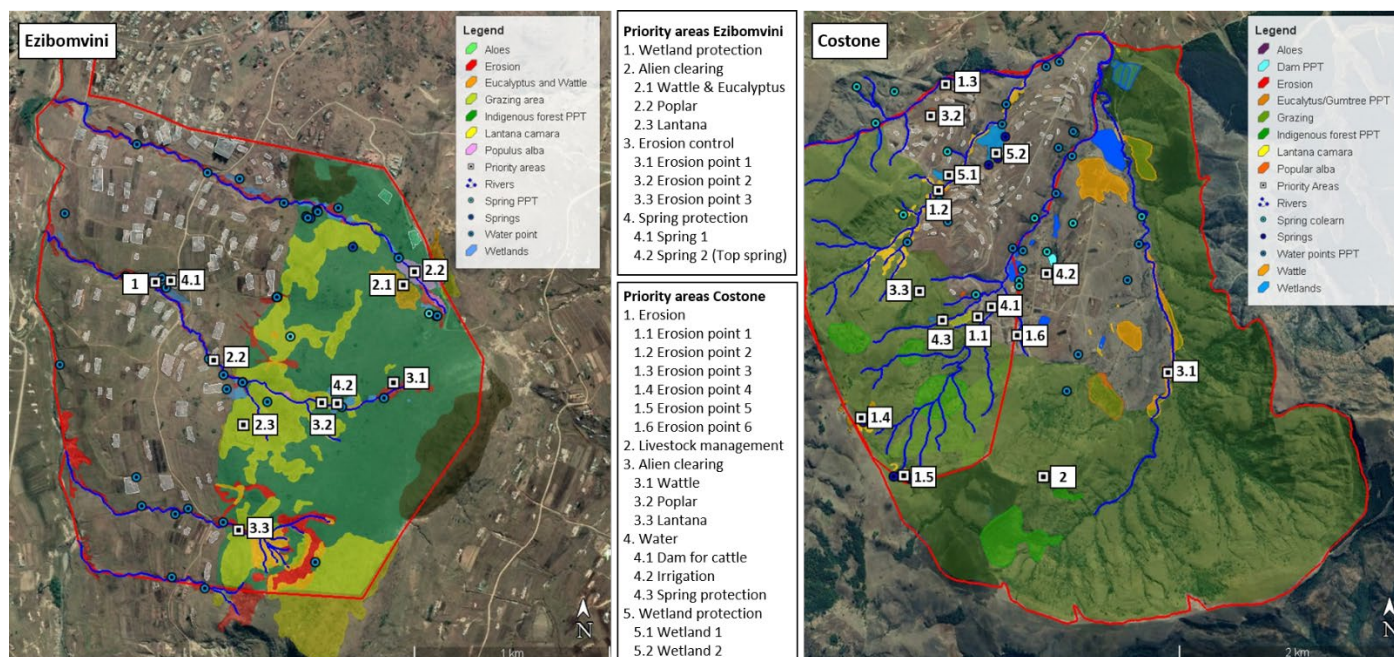 Ezibomvini
Legend
Aloes
Erosion
Eucalyptus and Wattle
Grazing area
Indigenous forest PPT
Lantana camara
Populus alba
Priority areas
Rivers
Spring PPT
Springs
Water point
Wetlands
2.2
2.1
1
4.1
2.2
4.2
3.1
3.2
2.3
3.3
N
1 km
Priority areas Ezibomvini
1. Wetland protection
2. Alien clearing
2.1 Wattle & Eucalyptus
2.2 Poplar
2.3 Lantana
3. Erosion control
3.1 Erosion point 1
3.2 Erosion point 2
3.3 Erosion point 3
4. Spring protection
4.1 Spring 1
4.2 Spring 2 (Top spring)
Priority areas Costone
1. Erosion
1.1 Erosion point 1
1.2 Erosion point 2
1.3 Erosion point 3
1.4 Erosion point 4
1.5 Erosion point 5
1.6 Erosion point 6
2. Livestock management
3. Alien clearing
3.1 Wattle
3.2 Poplar
3.3 Lantana
4. Water
4.1 Dam for cattle
4.2 Irrigation
4.3 Spring protection
5. Wetland protection
5.1 Wetland 1
5.2 Wetland 2
Costone
Legend
Aloes
Dam PPT
Erosion
Eucalytus/Gumtree PPT
Grazing
Indigenous forest PPT
Lantana camara
Popular alba
Priority Areas
Rivers
Spring colearn
Springs
Water points PPT
Wattle
Wetlands
1.3
3.2
5.2
5.1
1.2
4.2
3.3
4.1
4.3
1.1
1.6
3.1
1.4
1.5
2
N
2 km